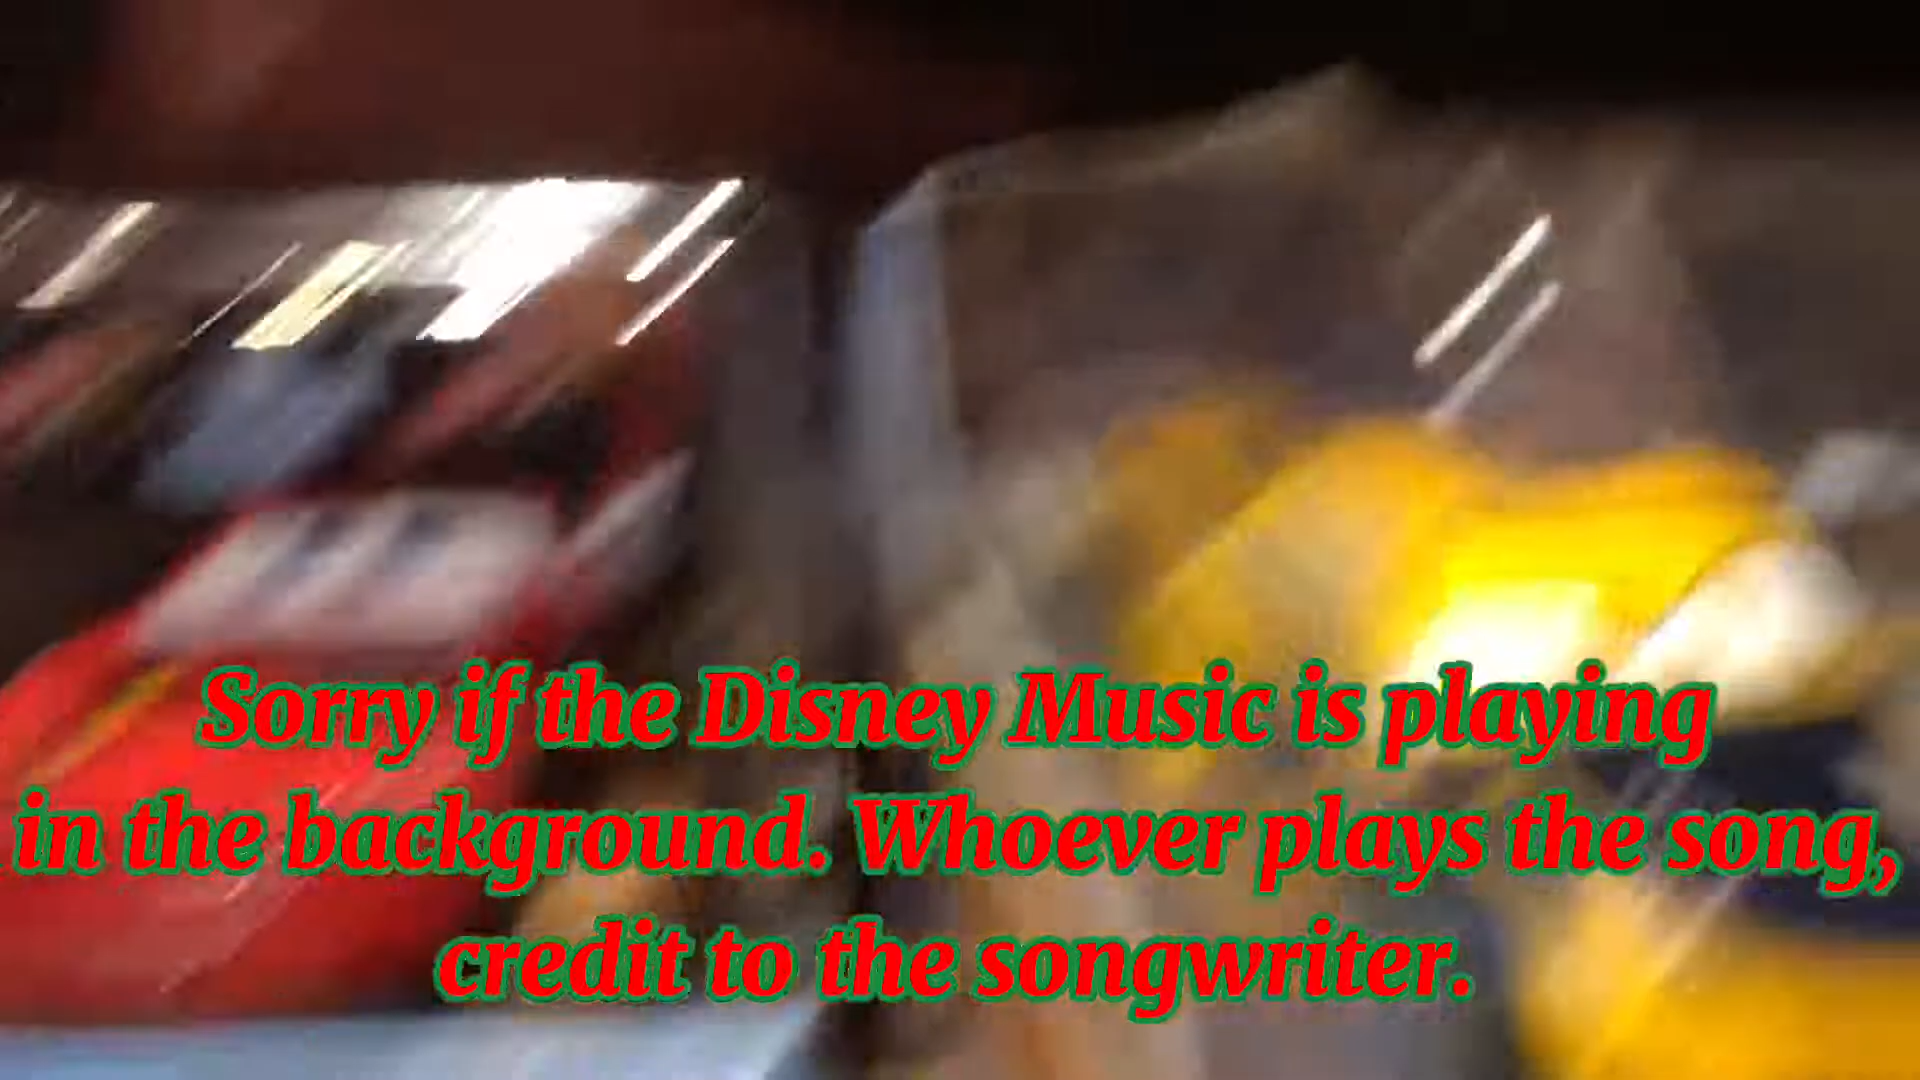 Sorry if the Disney Music is playing
in the background. Whoever plays the song,
credit to the songwriter.